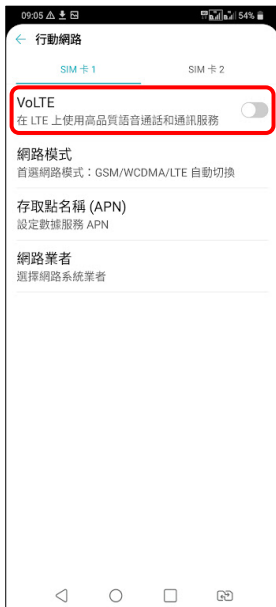 09:05 54%
行動網路
SIM 卡 1 SIM 卡 2
VoLTE
在 LTE 上使用高品質語音通話和通訊服務
網路模式
首選網路模式：GSM/WCDMA/LTE 自動切換
存取點名稱 (APN)
設定數據服務 APN
網路業者
選擇網路系統業者